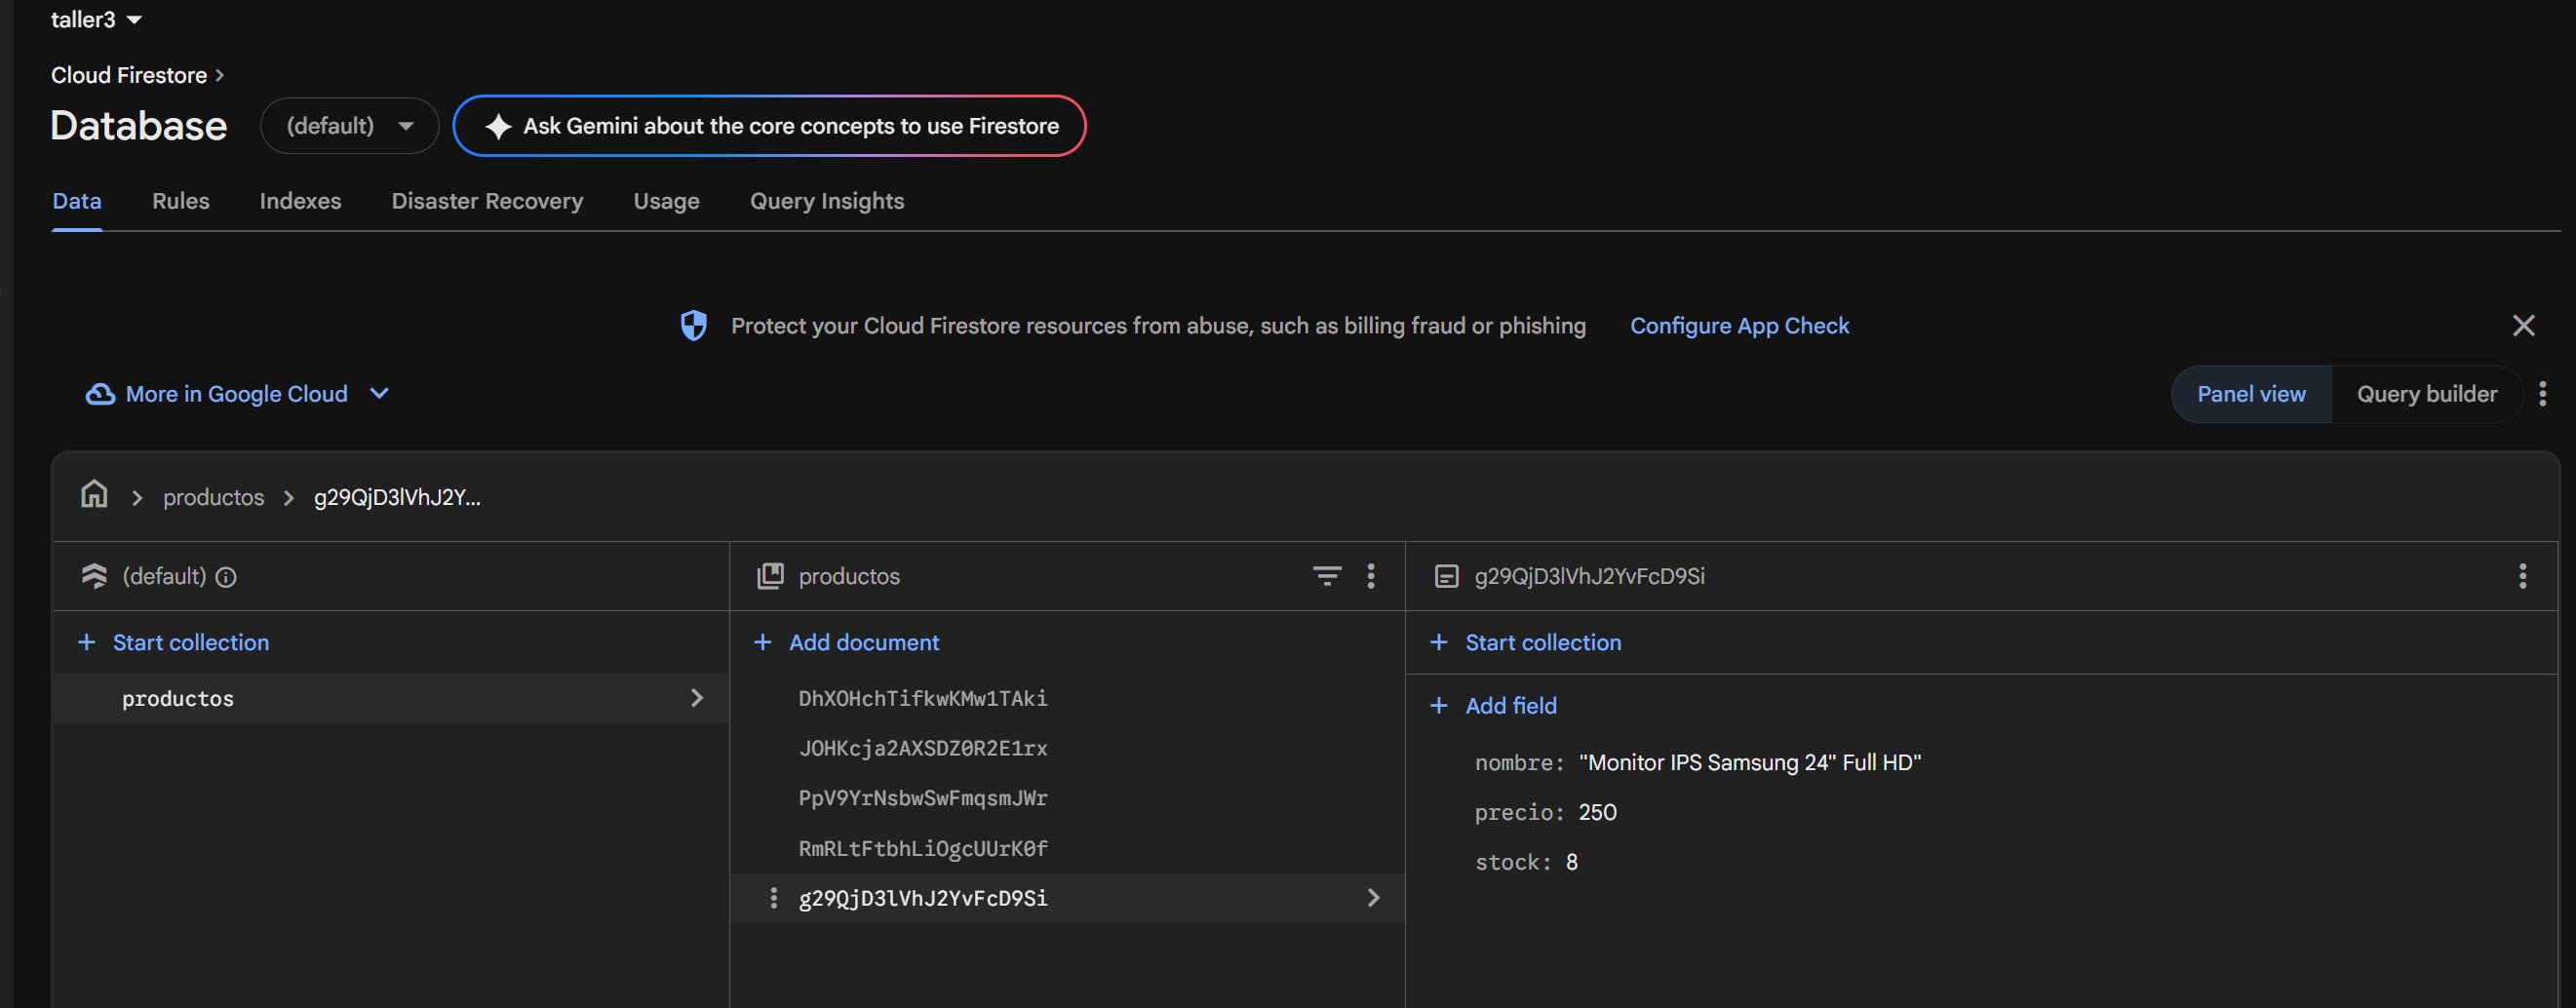 taller3
Cloud Firestore
Database (default) Ask Gemini about the core concepts to use Firestore
Data Rules Indexes Disaster Recovery Usage Query Insights
Protect your Cloud Firestore resources from abuse, such as billing fraud or phishing Configure App Check
More in Google Cloud Panel view Query builder
productos g29QjD3lVhJ2Y...
(default) productos g29QjD3lVhJ2YvFcD9Si
Start collection Add document Start collection
productos
DhXOHchTifkwKMw1TAki
JOHKcja2AXSDZ0R2E1rx
PpV9YrNsbwSwFmqsmJWr
RmRLtFtbhLiOgcUUrK0f
g29QjD3lVhJ2YvFcD9Si
Add field
nombre: "Monitor IPS Samsung 24" Full HD"
precio: 250
stock: 8